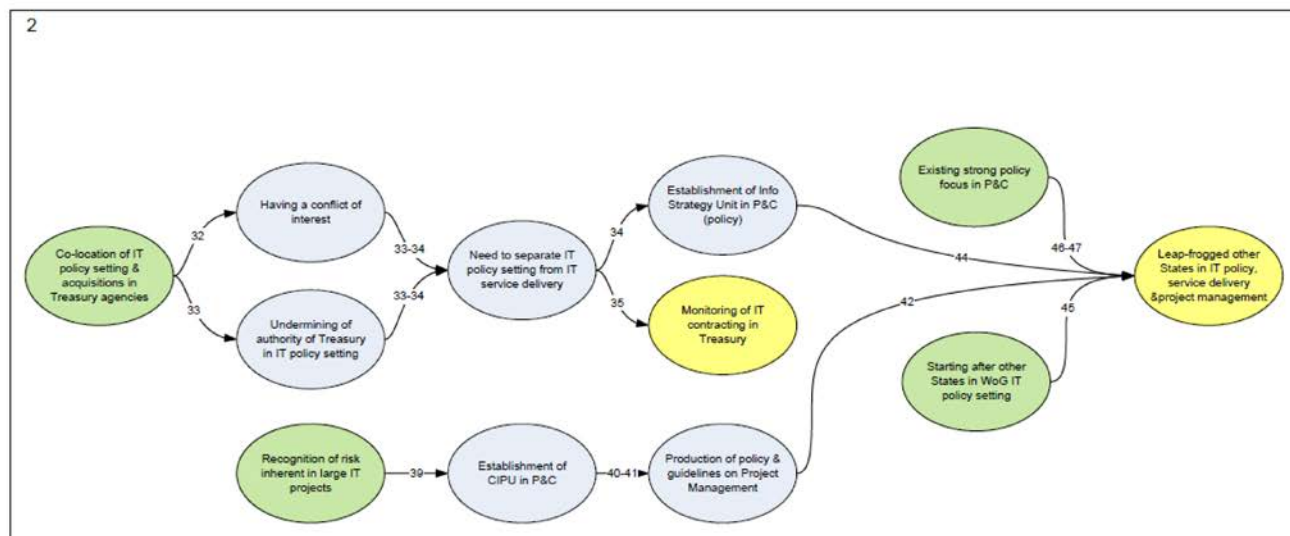 2
Co-location of IT
policy setting &
acquisitions in
Treasury agencies
32
33
Having a conflict of
interest
Undermining of
authority of Treasury
in IT policy setting
33-34
33-34
Need to separate IT
policy setting from IT
service delivery
34
35
Establishment of Info
Strategy Unit in P&C
(policy)
Monitoring of IT
contracting in
Treasury
44
42
Existing strong policy
focus in P&C
46-47
Starting after other
States in WoG IT
policy setting
45
Leap-frogged other
States in IT policy,
service delivery
&project management
Recognition of risk
inherent in large IT
projects
39
Establishment of
CIPU in P&C
40-41
Production of policy &
guidelines on Project
Management